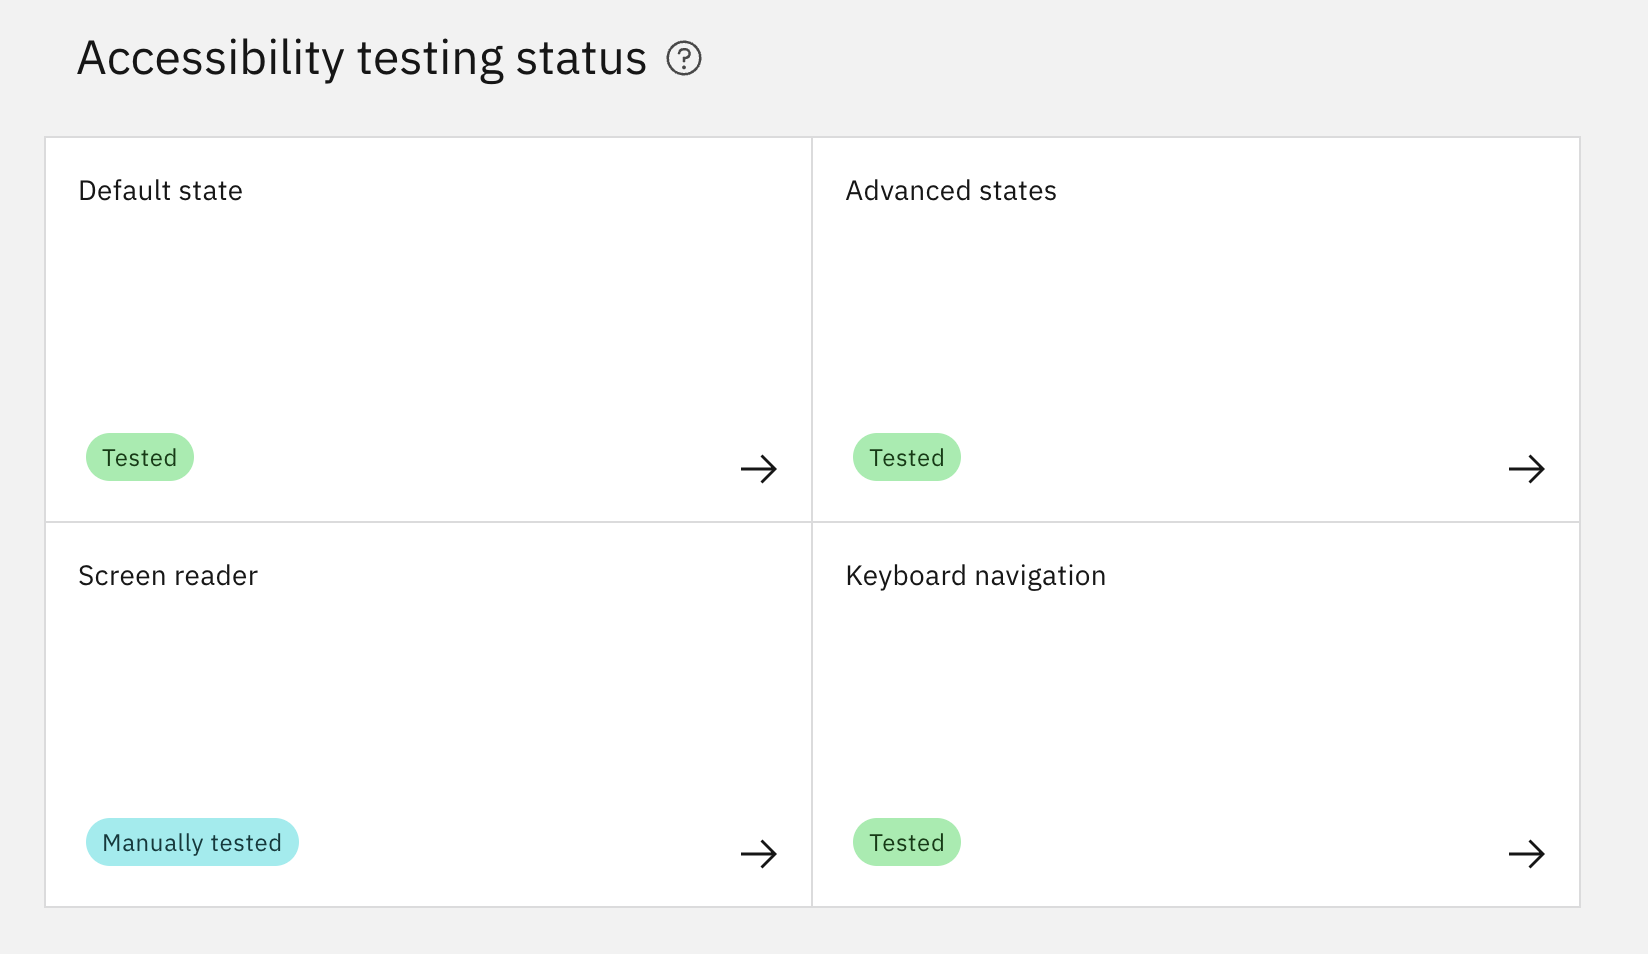 Accessibility testing status
Default state
Advanced states
Tested
Tested
Screen reader
Keyboard navigation
Manually tested
Tested